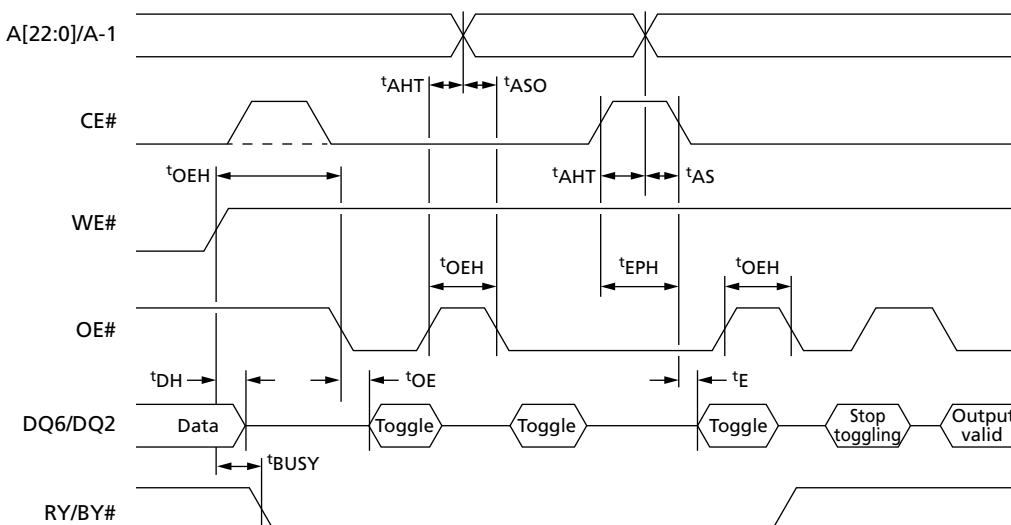 A[22:0]/A-1
tAHT tASO
CE#
tOEH
tAHT tAS
WE#
tOEH tEPH tOEH
OE#
tDH tOE tE
DQ6/DQ2 Data Toggle Toggle Toggle Stop toggling Output valid
tBUSY
RY/BY#